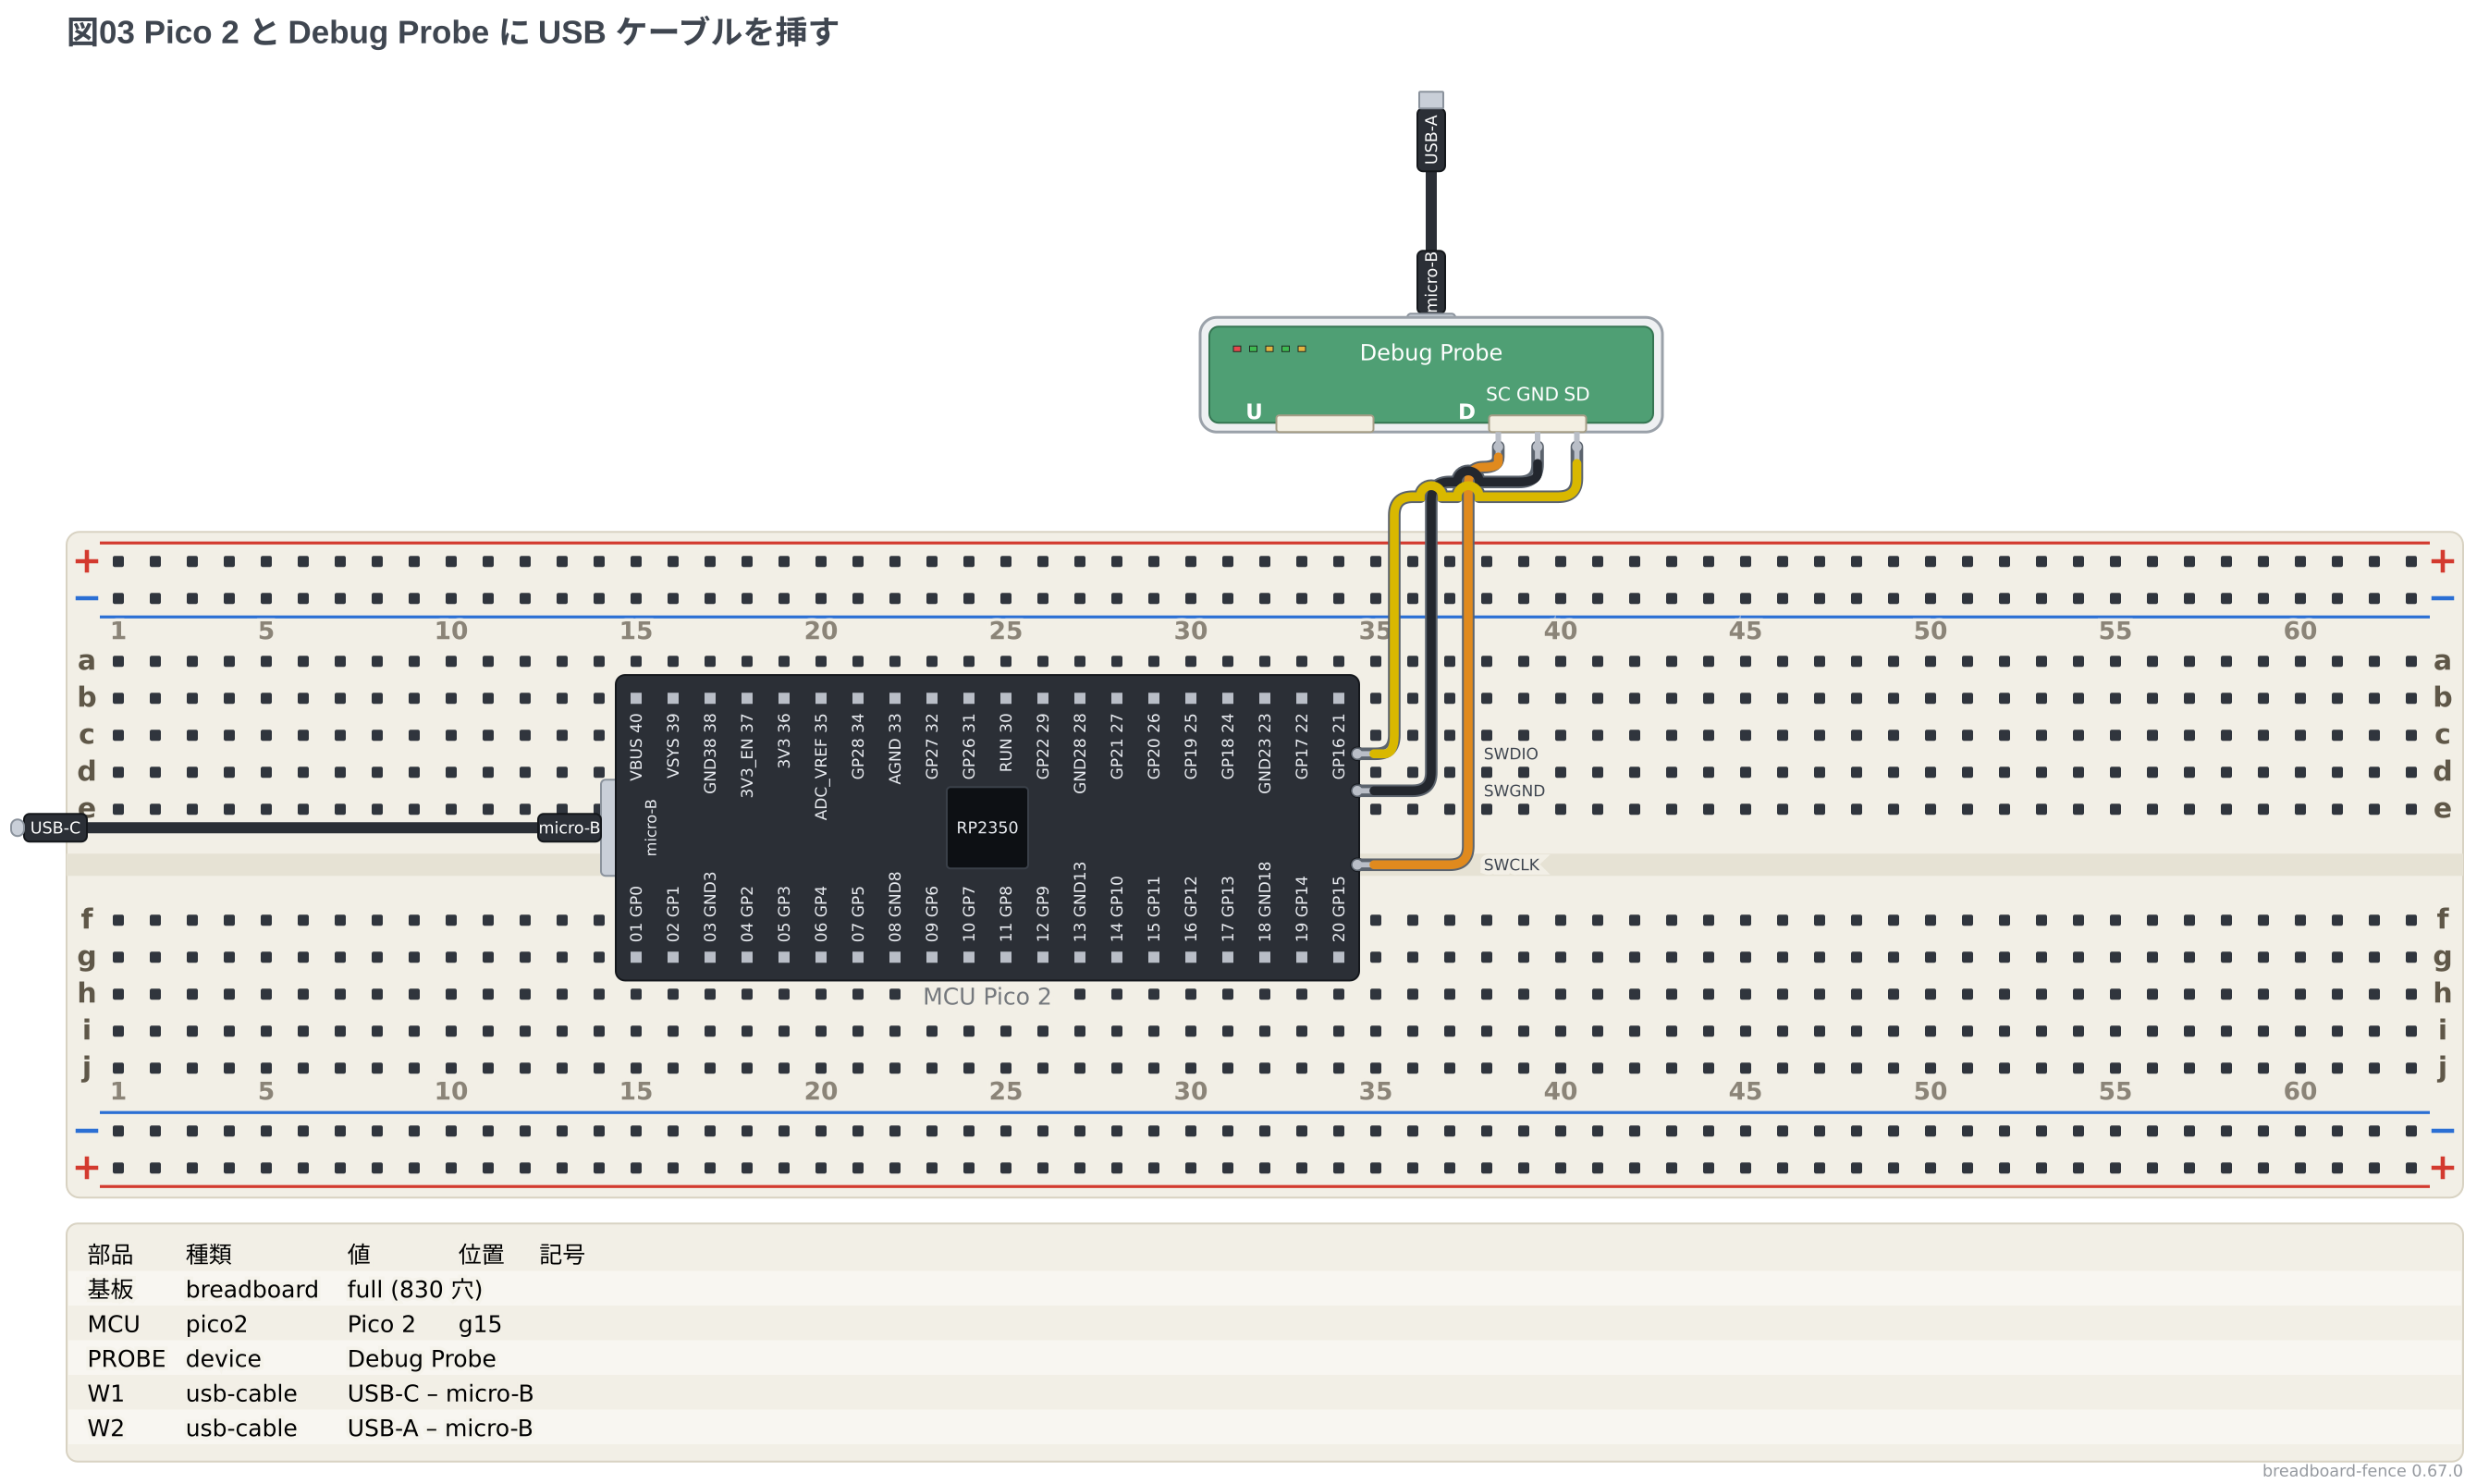 図03 Pico 2 と Debug Probe に USB ケーブルを挿す
USB-A
micro-B
Debug Probe
SC GND SD
U D
+ +
− −
1 5 10 15 20 25 30 35 40 45 50 55 60
a a
b b
VBUS 40 VSYS 39 GND38 38 3V3_EN 37 3V3 36 ADC_VREF 35 GP28 34 AGND 33 GP27 32 GP26 31 RUN 30 GP22 29 GND28 28 GP21 27 GP20 26 GP19 25 GP18 24 GND23 23 GP17 22 GP16 21
c c
SWDIO
d d
SWGND
e e
USB-C micro-B micro-B RP2350
SWCLK
01 GP0 02 GP1 03 GND3 04 GP2 05 GP3 06 GP4 07 GP5 08 GND8 09 GP6 10 GP7 11 GP8 12 GP9 13 GND13 14 GP10 15 GP11 16 GP12 17 GP13 18 GND18 19 GP14 20 GP15
f f
g g
h h
MCU Pico 2
i i
j j
1 5 10 15 20 25 30 35 40 45 50 55 60
− −
+ +
部品 種類 値 位置 記号
基板 breadboard full (830 穴)
MCU pico2 Pico 2 g15
PROBE device Debug Probe
W1 usb-cable USB-C – micro-B
W2 usb-cable USB-A – micro-B
breadboard-fence 0.67.0